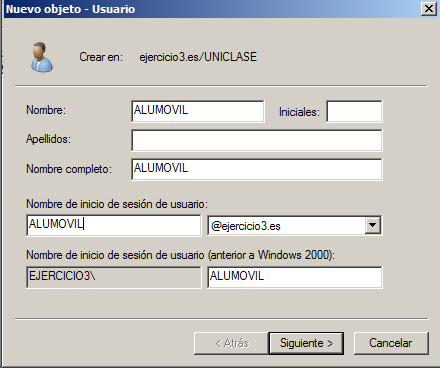 Nuevo objeto - Usuario
Crear en: ejercicio3.es/UNICLASE
Nombre: ALUMOVIL Iniciales:
Apellidos:
Nombre completo: ALUMOVIL
Nombre de inicio de sesión de usuario:
ALUMOVIL @ejercicio3.es
Nombre de inicio de sesión de usuario (anterior a Windows 2000):
EJERCICIO3\ ALUMOVIL
< Atrás Siguiente > Cancelar